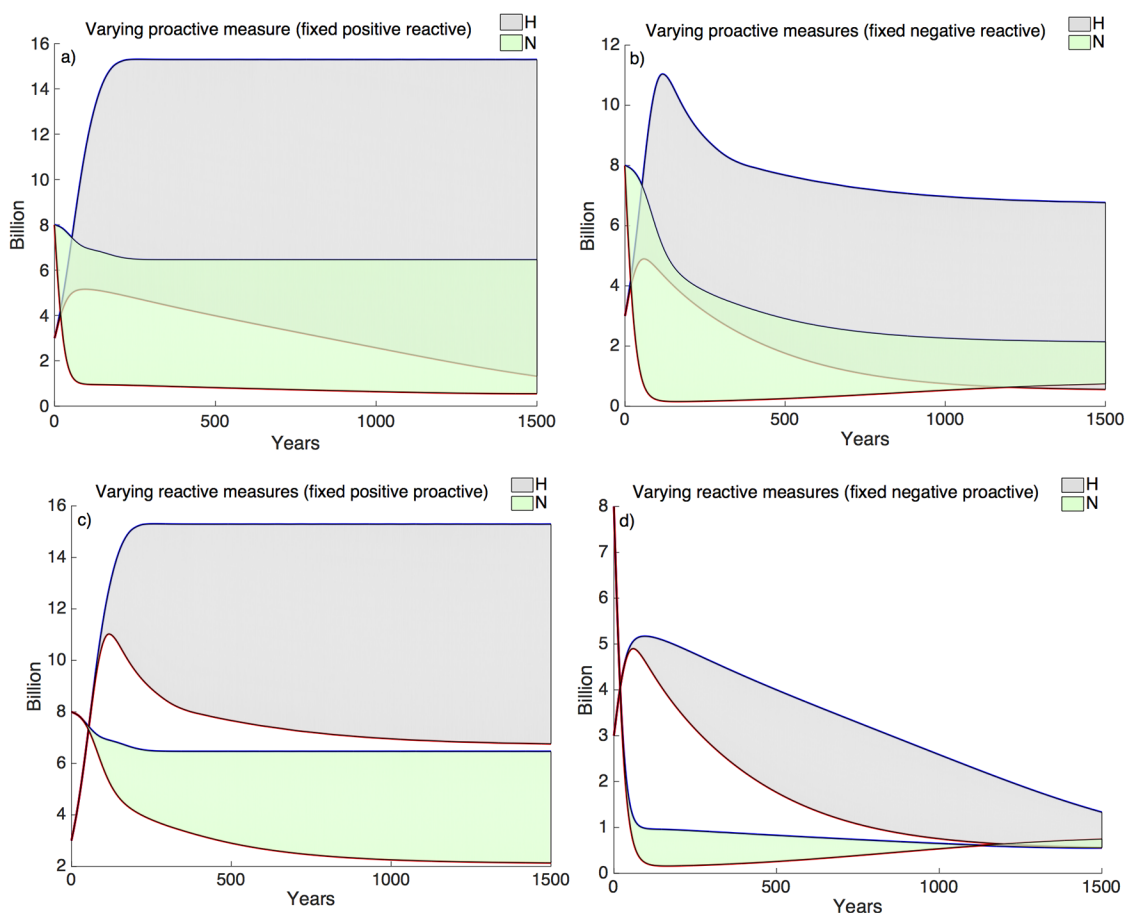 Varying proactive measure (fixed positive reactive)
H
N
a)
16
14
12
10
8
6
4
2
0
Billion
0
500
1000
1500
Years
Varying proactive measures (fixed negative reactive)
H
N
b)
12
10
8
6
4
2
0
Billion
0
500
1000
1500
Years
Varying reactive measures (fixed positive proactive)
H
N
c)
16
14
12
10
8
6
4
2
Billion
0
500
1000
1500
Years
Varying reactive measures (fixed negative proactive)
H
N
d)
8
7
6
5
4
3
2
1
0
Billion
0
500
1000
1500
Years